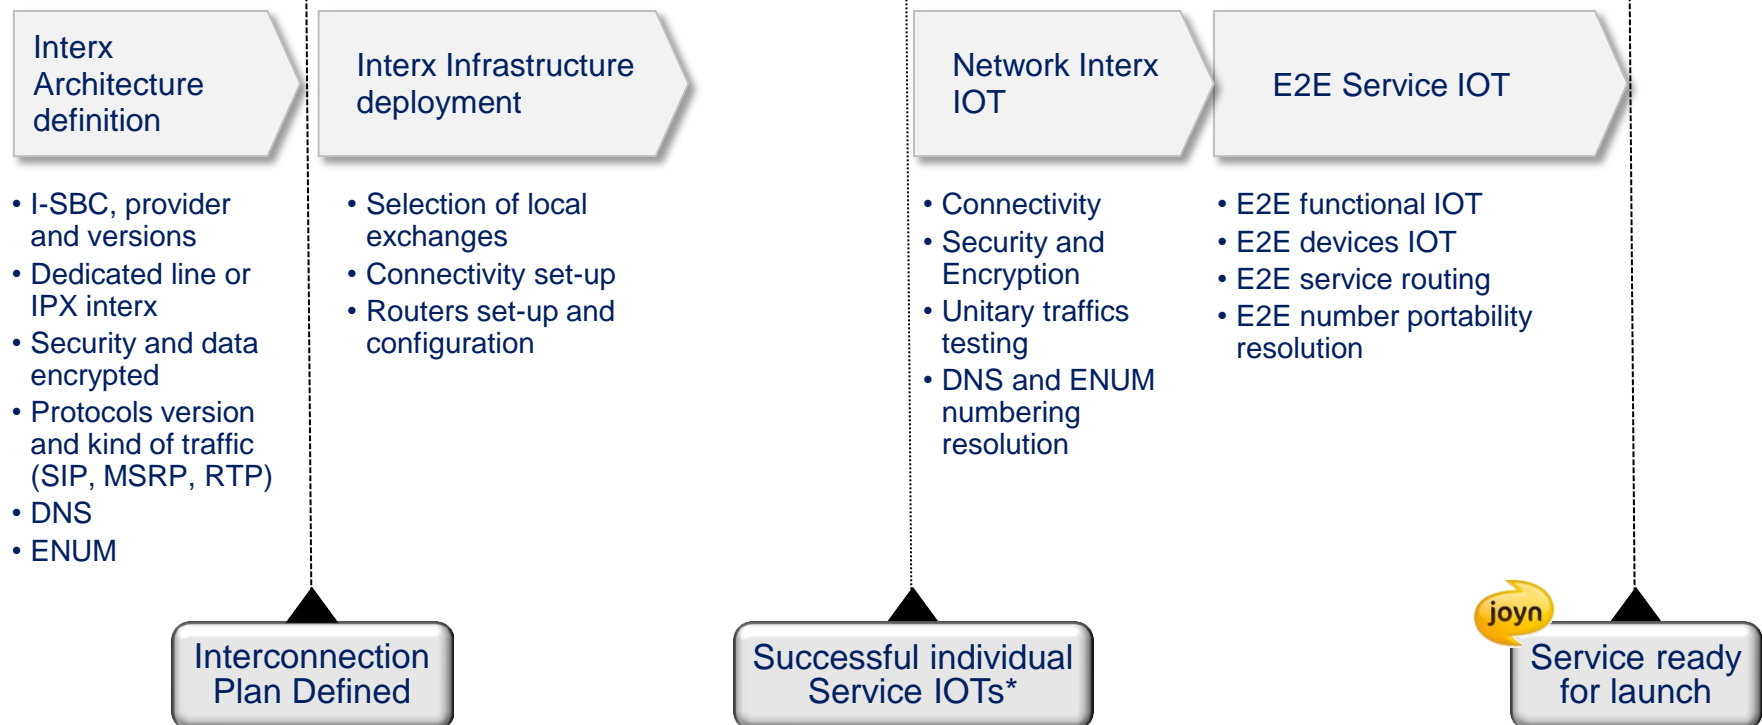 Interx
Architecture
definition
Interx Infrastructure
deployment
Network Interx
IOT
E2E Service IOT
• I-SBC, provider
and versions
• Dedicated line or
IPX interx
• Security and data
encrypted
• Protocols version
and kind of traffic
(SIP, MSRP, RTP)
• DNS
• ENUM
• Selection of local
exchanges
• Connectivity set-up
• Routers set-up and
configuration
• Connectivity
• Security and
Encryption
• Unitary traffics
testing
• DNS and ENUM
numbering
resolution
• E2E functional IOT
• E2E devices IOT
• E2E service routing
• E2E number portability
resolution
Interconnection
Plan Defined
Successful individual
Service IOTs*
joyn
Service ready
for launch